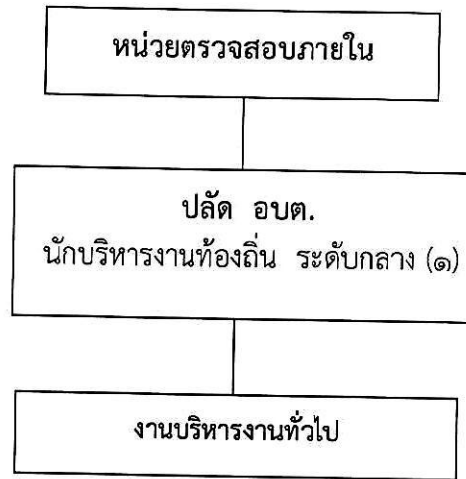 หน่วยตรวจสอบภายใน
ปลัด อบต.
นักบริหารงานท้องถิ่น ระดับกลาง (๑)
งานบริหารงานทั่วไป